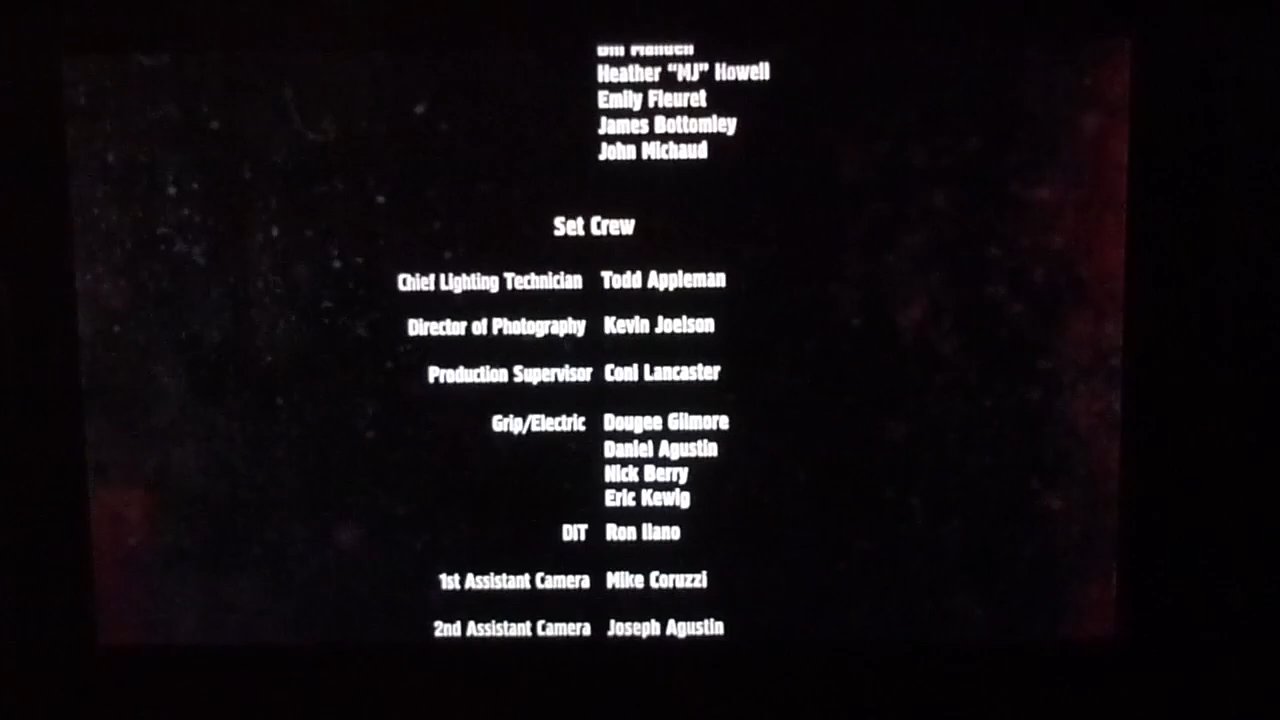 Heather “MJ” Howell
Emily Fleuret
James Bottomley
John Michaud
Set Crew
Chief Lighting Technician Todd Appleman
Director of Photography Kevin Joelson
Production Supervisor Coni Lancaster
Grip/Electric Dougee Gilmore
Daniel Agustin
Nick Berry
Eric Kewig
DIT Ron Ilano
1st Assistant Camera Mike Coruzzi
2nd Assistant Camera Joseph Agustin